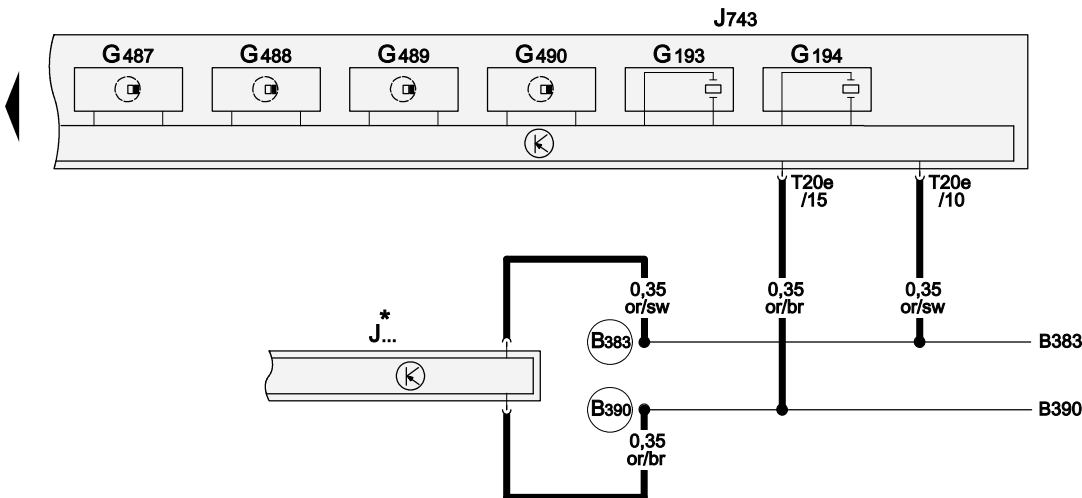 J743
G487 G488 G489 G490 G193 G194
T20e
/15
T20e
/10
0,35
or/sw
0,35
or/br
0,35
or/sw
*
J...
B383
B383
B390
B390
0,35
or/br